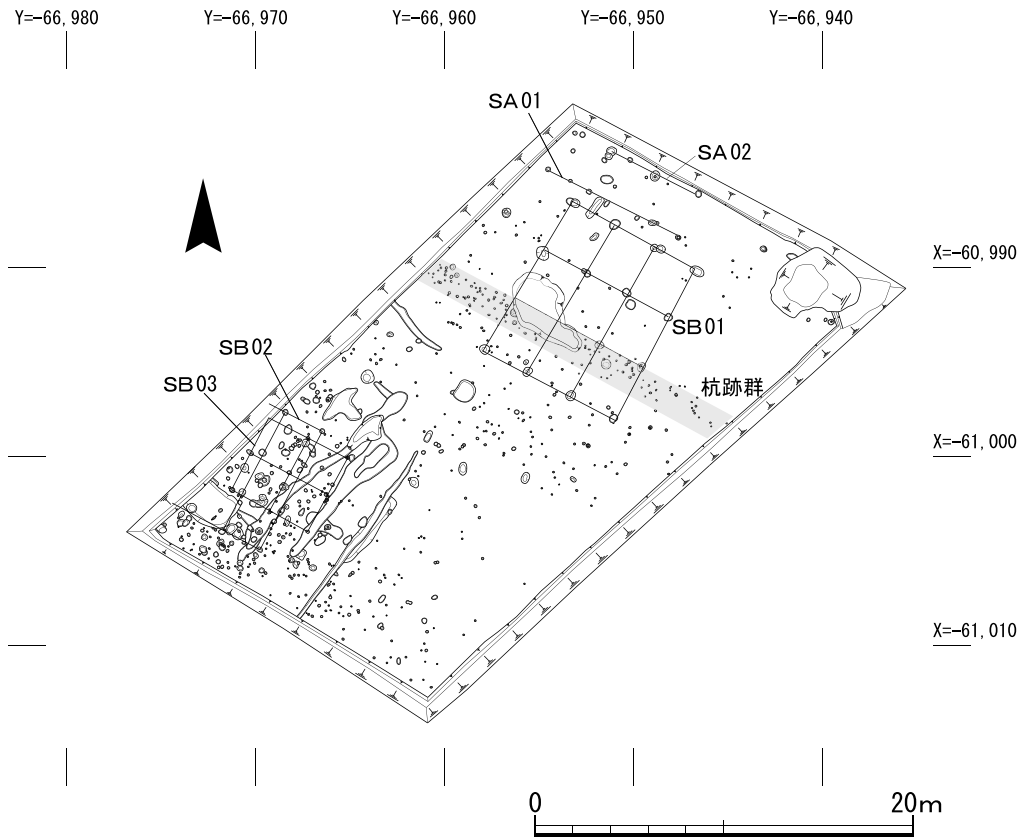 Y=-66,980
Y=-66,970
Y=-66,960
Y=-66,950
Y=-66,940
SA01
SA02
X=-60,990
SB01
SB02
SB03
杭跡群
X=-61,000
X=-61,010
0
20m